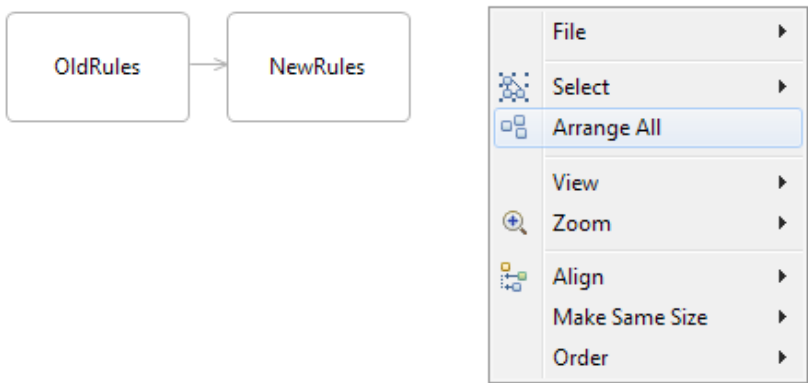 OldRules
NewRules
File
Select
Arrange All
View
Zoom
Align
Make Same Size
Order